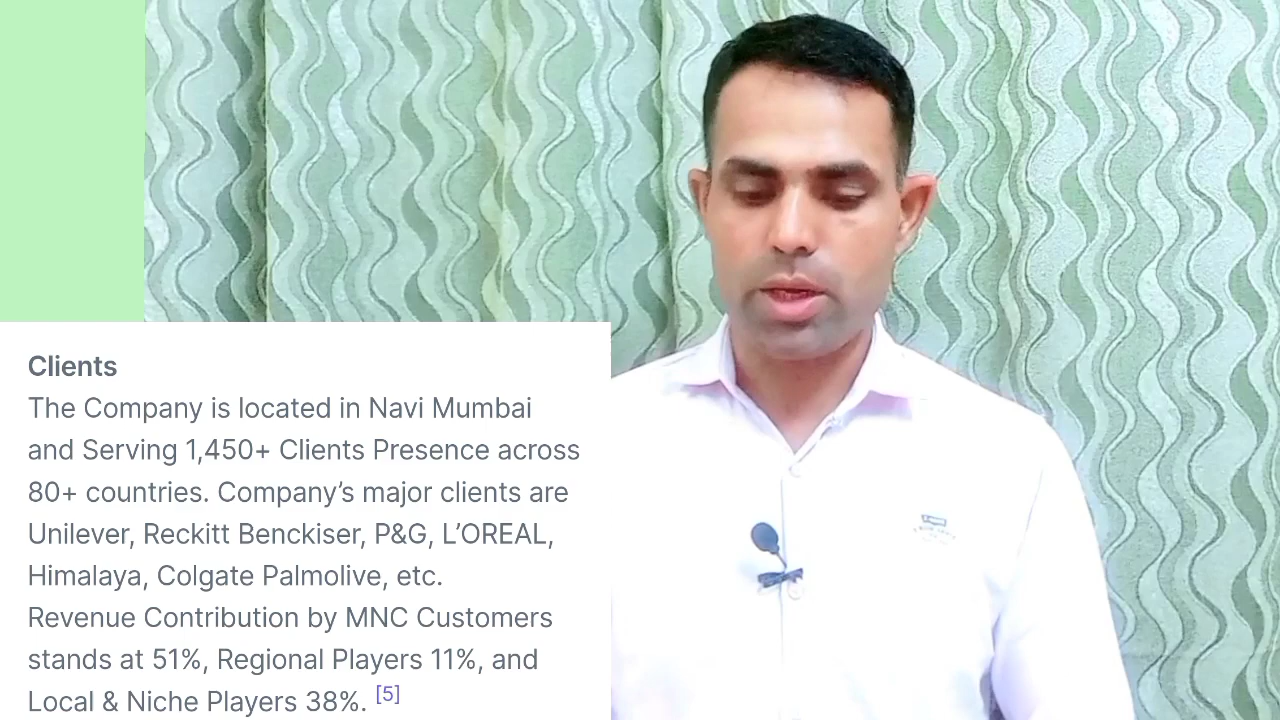 Clients
The Company is located in Navi Mumbai
and Serving 1,450+ Clients Presence across
80+ countries. Company’s major clients are
Unilever, Reckitt Benckiser, P&G, L’OREAL,
Himalaya, Colgate Palmolive, etc.
Revenue Contribution by MNC Customers
stands at 51%, Regional Players 11%, and
Local & Niche Players 38%. [5]